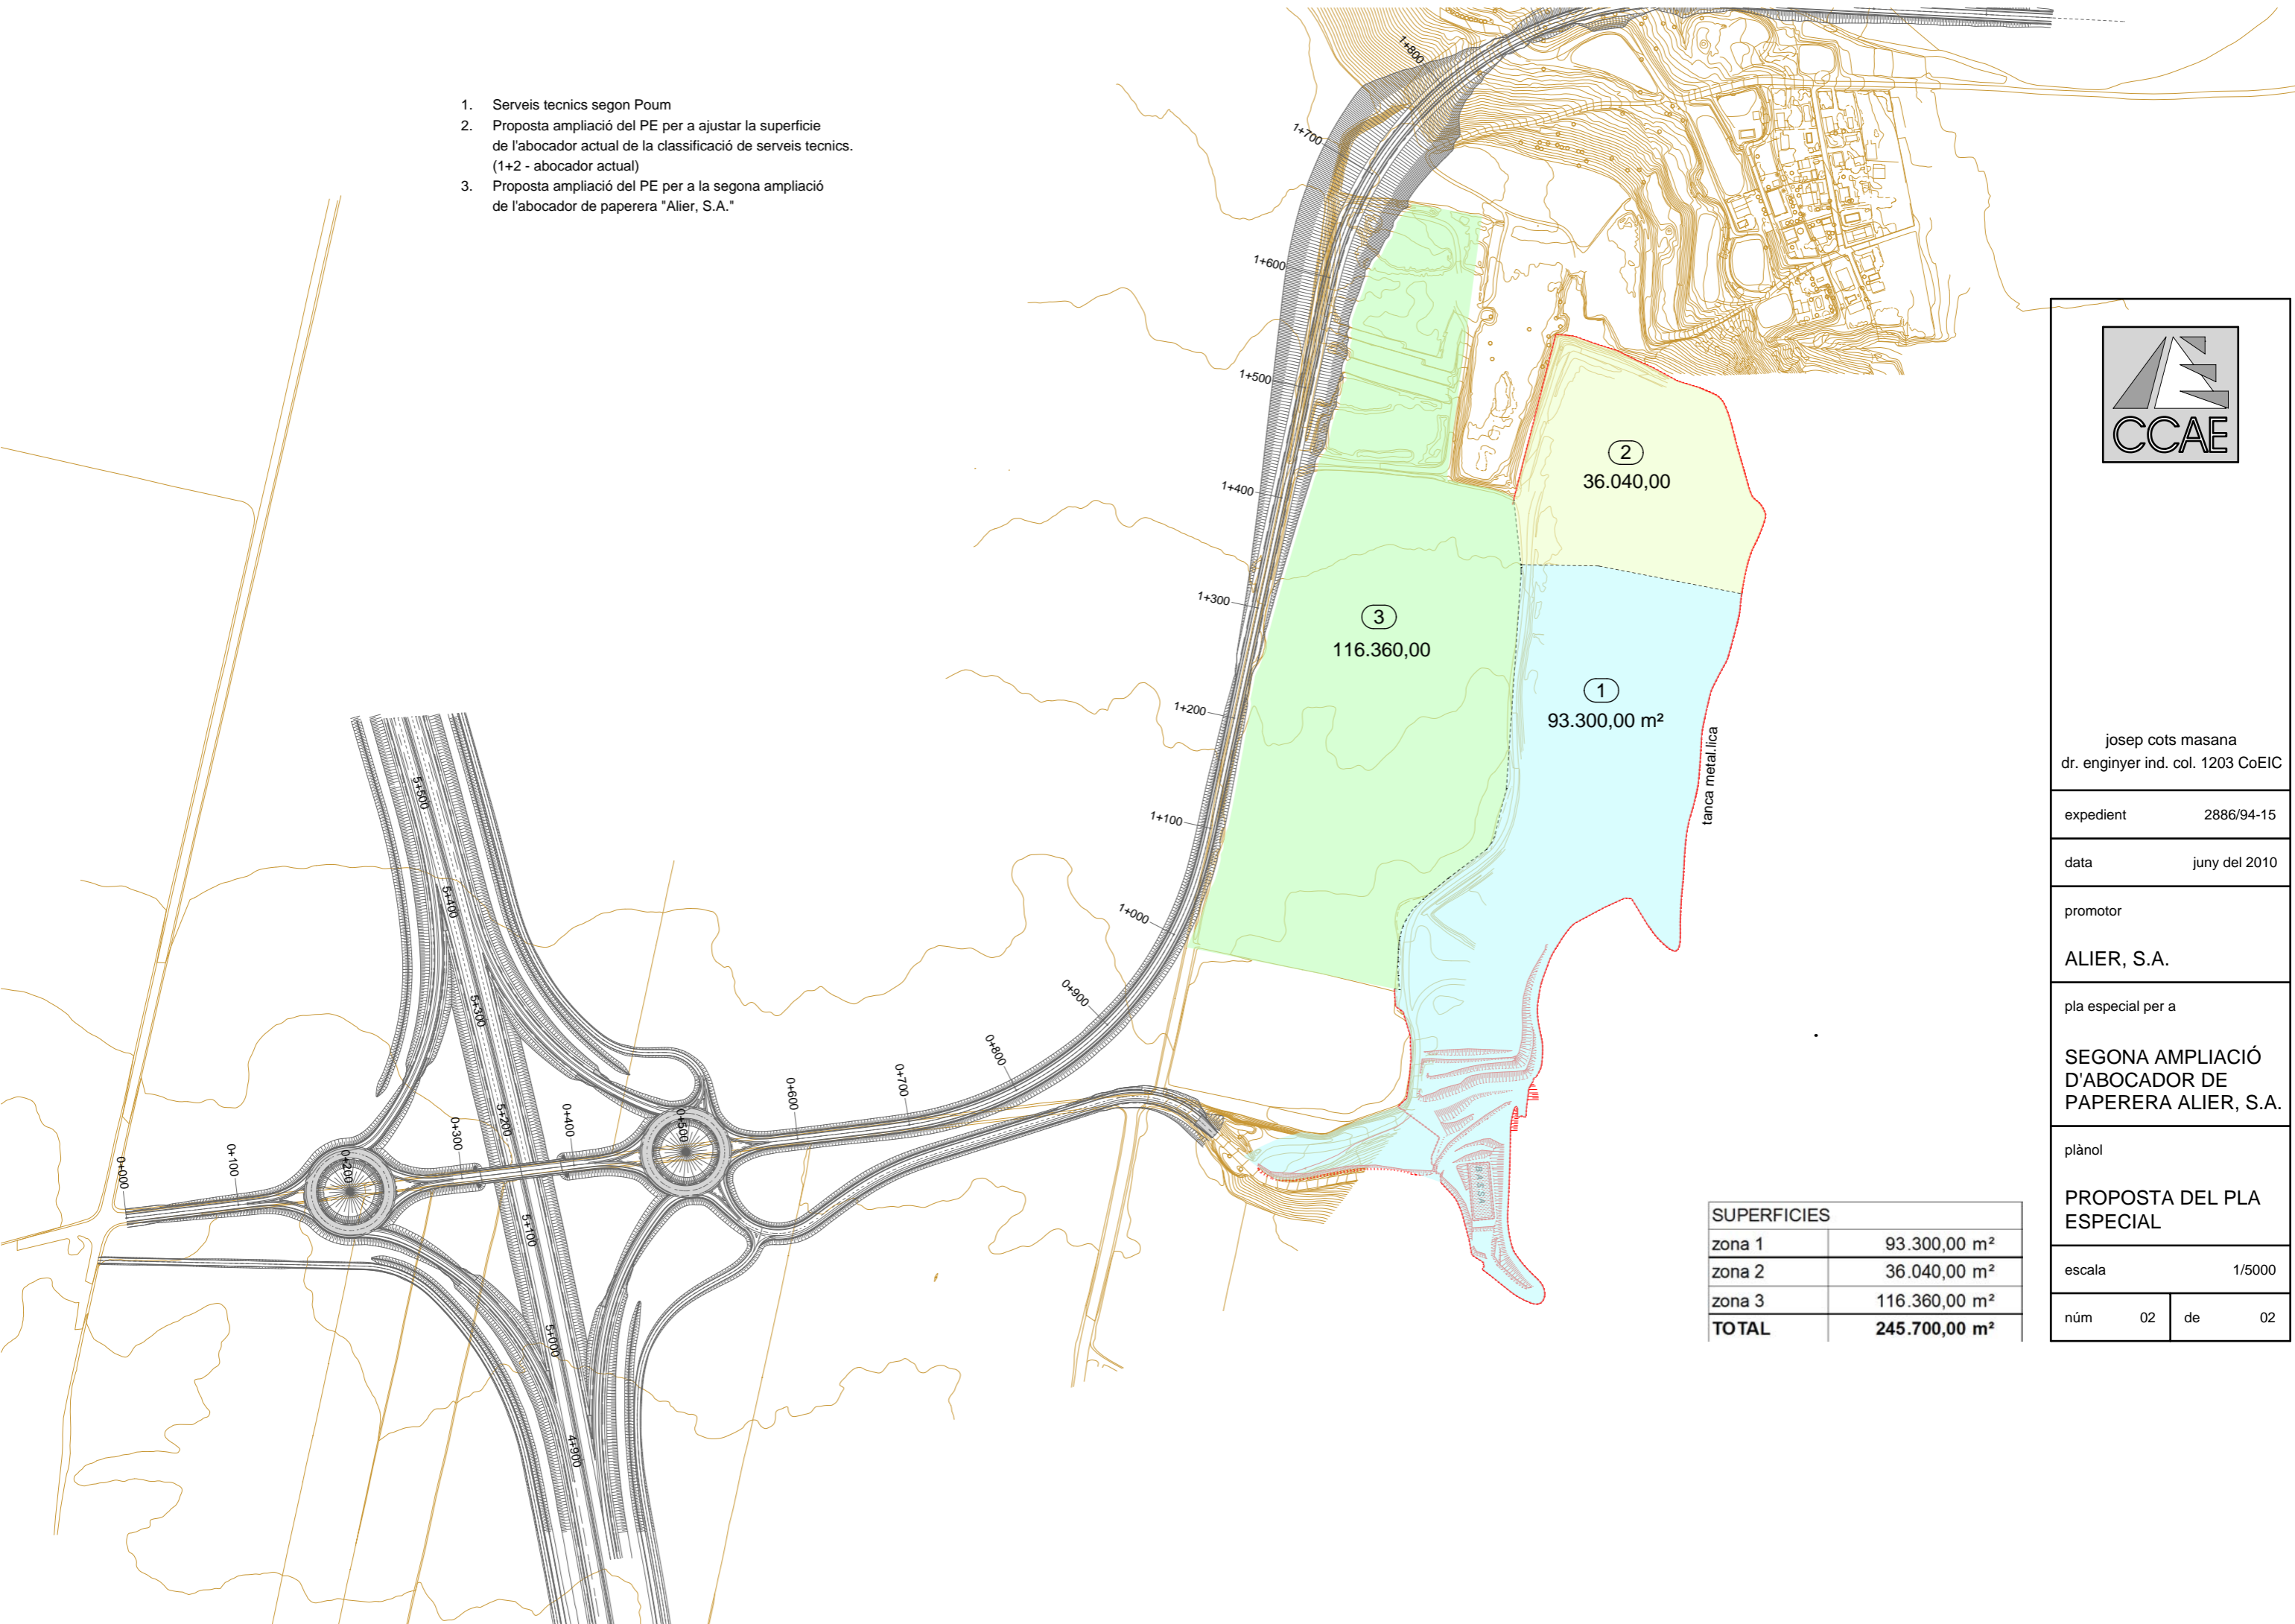 1. Serveis tecnics segon Poum
2. Proposta ampliació del PE per a ajustar la superficie
de l'abocador actual de la classificació de serveis tecnics.
(1+2 - abocador actual)
3. Proposta ampliació del PE per a la segona ampliació
de l'abocador de paperera "Alier, S.A."
1+800
1+700
1+600
1+500
1+400
1+300
1+200
1+100
1+000
0+900
0+800
0+700
0+600
0+500
0+400
0+300
0+200
0+100
0+000
5+500
5+400
5+300
5+200
5+100
5+000
4+900
2
36.040,00
3
116.360,00
1
93.300,00 m²
tanca metal.lica
BASSA
SUPERFICIES
zona 1 93.300,00 m²
zona 2 36.040,00 m²
zona 3 116.360,00 m²
TOTAL 245.700,00 m²
CCAE
josep cots masana
dr. enginyer ind. col. 1203 CoEIC
expedient 2886/94-15
data juny del 2010
promotor
ALIER, S.A.
pla especial per a
SEGONA AMPLIACIÓ
D'ABOCADOR DE
PAPERERA ALIER, S.A.
plànol
PROPOSTA DEL PLA
ESPECIAL
escala 1/5000
núm 02 de 02